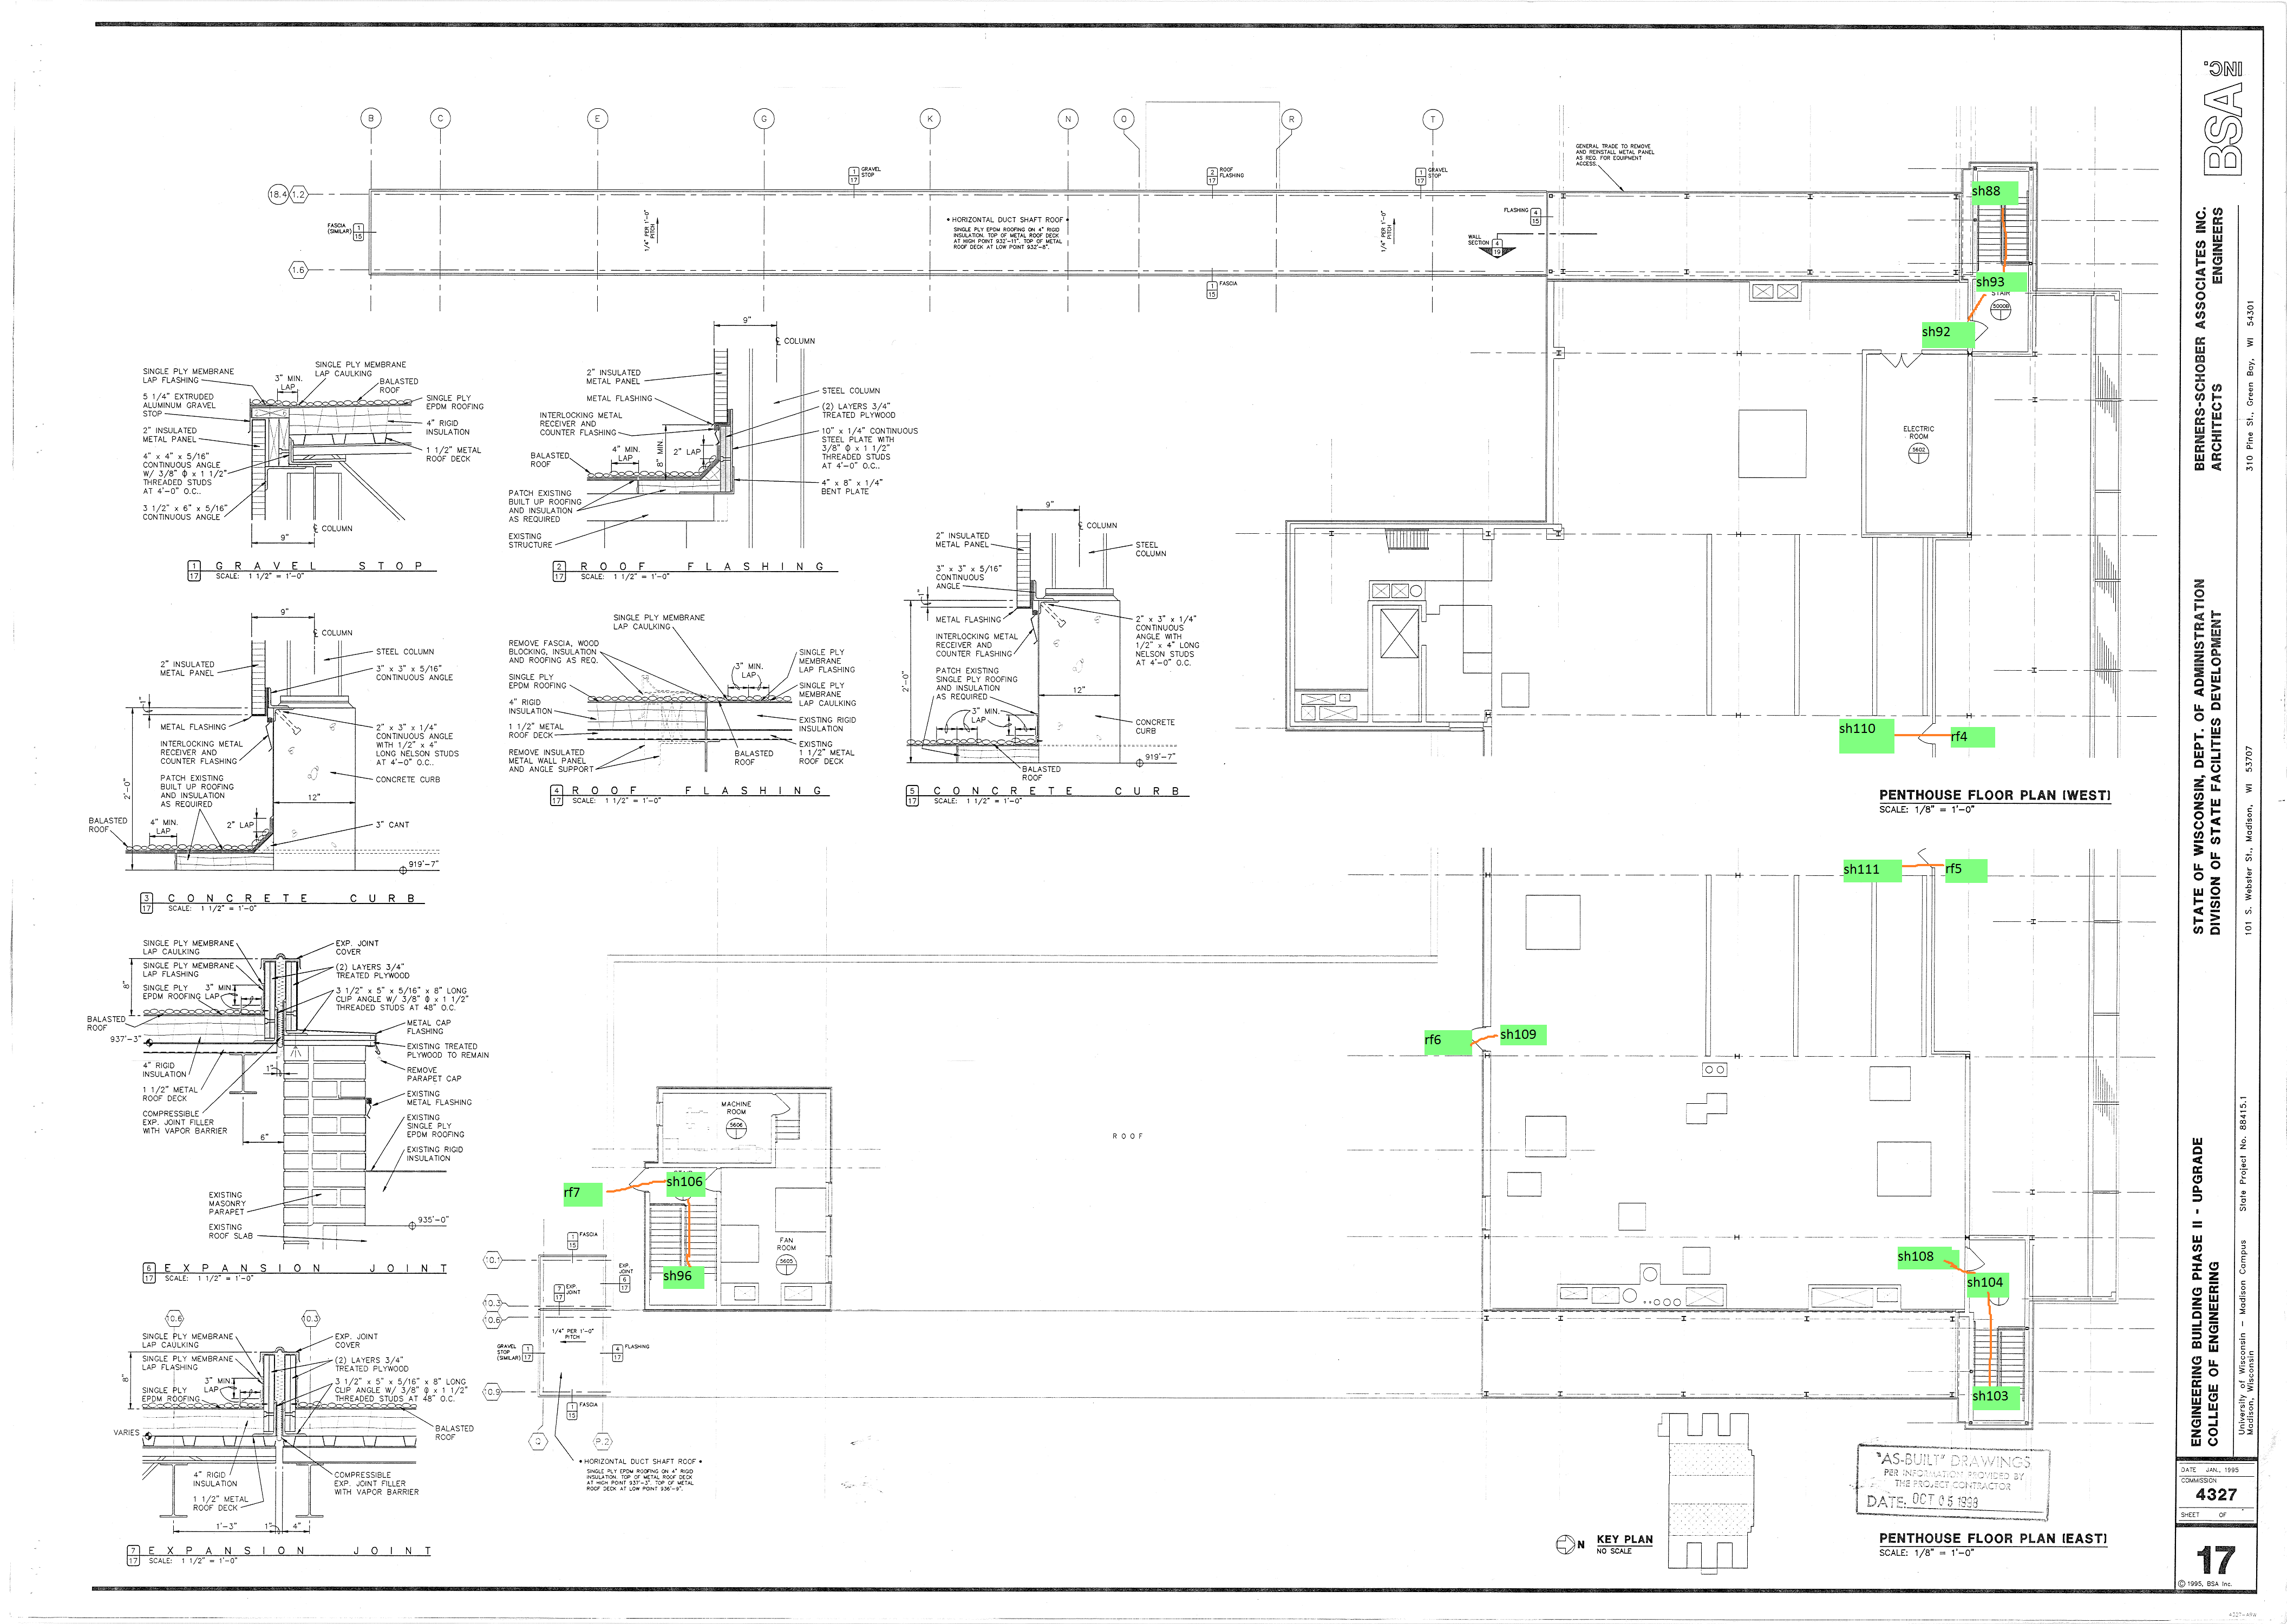 B
C
E
G
K
N
O
R
T
18.4
1.2
1.6
FASCIA
(SIMILAR)
1
15
1
17
GRAVEL
STOP
2
17
ROOF
FLASHING
1
17
GRAVEL
STOP
1/4" PER 1'-0"
PITCH
• HORIZONTAL DUCT SHAFT ROOF •
SINGLE PLY EPDM ROOFING ON 4" RIGID
INSULATION. TOP OF METAL ROOF DECK
AT HIGH POINT 932'-11". TOP OF METAL
ROOF DECK AT LOW POINT 932'-8".
1/4" PER 1'-0"
PITCH
1
15
FASCIA
FLASHING
4
15
WALL
SECTION
4
19
GENERAL TRADE TO REMOVE
AND REINSTALL METAL PANEL
AS REQ. FOR EQUIPMENT
ACCESS.
sh88
sh93
STAIR
5000B
sh92
ELECTRIC
ROOM
5602
sh110
rf4
PENTHOUSE FLOOR PLAN (WEST)
SCALE: 1/8" = 1'-0"
SINGLE PLY MEMBRANE
LAP FLASHING
3" MIN.
LAP
SINGLE PLY MEMBRANE
LAP CAULKING
BALASTED
ROOF
5 1/4" EXTRUDED
ALUMINUM GRAVEL
STOP
SINGLE PLY
EPDM ROOFING
2" INSULATED
METAL PANEL
4" RIGID
INSULATION
4" x 4" x 5/16"
CONTINUOUS ANGLE
W/ 3/8" ф x 1 1/2"
THREADED STUDS
AT 4'-0" O.C..
1 1/2" METAL
ROOF DECK
3 1/2" x 6" x 5/16"
CONTINUOUS ANGLE
COLUMN
9"
1
17
GRAVEL STOP
SCALE: 1 1/2" = 1'-0"
9"
COLUMN
2" INSULATED
METAL PANEL
METAL FLASHING
STEEL COLUMN
INTERLOCKING METAL
RECEIVER AND
COUNTER FLASHING
(2) LAYERS 3/4"
TREATED PLYWOOD
8" MIN.
4" MIN.
LAP
2" LAP
10" x 1/4" CONTINUOUS
STEEL PLATE WITH
3/8" ф x 1 1/2"
THREADED STUDS
AT 4'-0" O.C..
BALASTED
ROOF
4" x 8" x 1/4"
BENT PLATE
PATCH EXISTING
BUILT UP ROOFING
AND INSULATION
AS REQUIRED
EXISTING
STRUCTURE
2
17
ROOF FLASHING
SCALE: 1 1/2" = 1'-0"
9"
COLUMN
STEEL COLUMN
2" INSULATED
METAL PANEL
3" x 3" x 5/16"
CONTINUOUS ANGLE
1"
METAL FLASHING
INTERLOCKING METAL
RECEIVER AND
COUNTER FLASHING
2" x 3" x 1/4"
CONTINUOUS ANGLE
WITH 1/2" x 4"
LONG NELSON STUDS
AT 4'-0" O.C.
PATCH EXISTING
BUILT UP ROOFING
AND INSULATION
AS REQUIRED
CONCRETE CURB
2'-0"
12"
BALASTED
ROOF
4" MIN.
LAP
2" LAP
3" CANT
919'-7"
3
17
CONCRETE CURB
SCALE: 1 1/2" = 1'-0"
SINGLE PLY MEMBRANE
LAP CAULKING
REMOVE FASCIA, WOOD
BLOCKING, INSULATION
AND ROOFING AS REQ.
3" MIN.
LAP
SINGLE PLY
MEMBRANE
LAP FLASHING
SINGLE PLY
EPDM ROOFING
SINGLE PLY
MEMBRANE
LAP CAULKING
4" RIGID
INSULATION
EXISTING RIGID
INSULATION
1 1/2" METAL
ROOF DECK
BALASTED
ROOF
EXISTING
1 1/2" METAL
ROOF DECK
REMOVE INSULATED
METAL WALL PANEL
AND ANGLE SUPPORT
4
17
ROOF FLASHING
SCALE: 1 1/2" = 1'-0"
9"
COLUMN
2" INSULATED
METAL PANEL
STEEL
COLUMN
3" x 3" x 5/16"
CONTINUOUS
ANGLE
1"
METAL FLASHING
INTERLOCKING METAL
RECEIVER AND
COUNTER FLASHING
2" x 3" x 1/4"
CONTINUOUS
ANGLE WITH
1/2" x 4" LONG
NELSON STUDS
AT 4'-0" O.C.
PATCH EXISTING
SINGLE PLY ROOFING
AND INSULATION
AS REQUIRED
2'-0"
12"
3" MIN.
LAP
CONCRETE
CURB
919'-7"
BALASTED
ROOF
5
17
CONCRETE CURB
SCALE: 1 1/2" = 1'-0"
SINGLE PLY MEMBRANE
LAP CAULKING
EXP. JOINT
COVER
SINGLE PLY MEMBRANE
LAP FLASHING
(2) LAYERS 3/4"
TREATED PLYWOOD
8"
SINGLE PLY
EPDM ROOFING
3" MIN.
LAP
3 1/2" x 5" x 5/16" x 8" LONG
CLIP ANGLE W/ 3/8" ф x 1 1/2"
THREADED STUDS AT 48" O.C.
BALASTED
ROOF
METAL CAP
FLASHING
937'-3"
EXISTING TREATED
PLYWOOD TO REMAIN
4" RIGID
INSULATION
1"
REMOVE
PARAPET CAP
1 1/2" METAL
ROOF DECK
EXISTING
METAL FLASHING
COMPRESSIBLE
EXP. JOINT FILLER
WITH VAPOR BARRIER
EXISTING
SINGLE PLY
EPDM ROOFING
6"
EXISTING RIGID
INSULATION
EXISTING
MASONRY
PARAPET
935'-0"
EXISTING
ROOF SLAB
6
17
EXPANSION JOINT
SCALE: 1 1/2" = 1'-0"
10.6
10.3
SINGLE PLY MEMBRANE
LAP CAULKING
EXP. JOINT
COVER
SINGLE PLY MEMBRANE
LAP FLASHING
(2) LAYERS 3/4"
TREATED PLYWOOD
8"
3" MIN.
LAP
SINGLE PLY
EPDM ROOFING
3 1/2" x 5" x 5/16" x 8" LONG
CLIP ANGLE W/ 3/8" ф x 1 1/2"
THREADED STUDS AT 48" O.C.
VARIES
BALASTED
ROOF
4" RIGID
INSULATION
COMPRESSIBLE
EXP. JOINT FILLER
WITH VAPOR BARRIER
1 1/2" METAL
ROOF DECK
1'-3"
1"
4"
7
17
EXPANSION JOINT
SCALE: 1 1/2" = 1'-0"
MACHINE
ROOM
5606
rf7
sh106
sh96
FAN
ROOM
5605
1
15
FASCIA
10.1
10.3
10.6
10.9
7
17
EXP.
JOINT
EXP.
JOINT
6
17
1/4" PER 1'-0"
PITCH
GRAVEL
STOP
(SIMILAR)
1
17
4
17
FLASHING
1
15
FASCIA
Q
P.2
• HORIZONTAL DUCT SHAFT ROOF •
SINGLE PLY EPDM ROOFING ON 4" RIGID
INSULATION. TOP OF METAL ROOF DECK
AT HIGH POINT 937'-3". TOP OF METAL
ROOF DECK AT LOW POINT 936'-9".
ROOF
sh111
rf5
rf6
sh109
sh108
sh104
sh103
N
KEY PLAN
NO SCALE
"AS-BUILT" DRAWINGS
PER INFORMATION PROVIDED BY
THE PROJECT CONTRACTOR
DATE: OCT 05 1998
PENTHOUSE FLOOR PLAN (EAST)
SCALE: 1/8" = 1'-0"
BSA INC.
BERNERS-SCHOBER ASSOCIATES INC.
ARCHITECTS ENGINEERS
310 Pine St., Green Bay, WI 54301
STATE OF WISCONSIN, DEPT. OF ADMINISTRATION
DIVISION OF STATE FACILITIES DEVELOPMENT
101 S. Webster St., Madison, WI 53707
ENGINEERING BUILDING PHASE II - UPGRADE
COLLEGE OF ENGINEERING
University of Wisconsin – Madison Campus State Project No. 88415.1
Madison, Wisconsin
DATE JAN., 1995
COMMISSION
4327
SHEET OF
17
© 1995, BSA Inc.